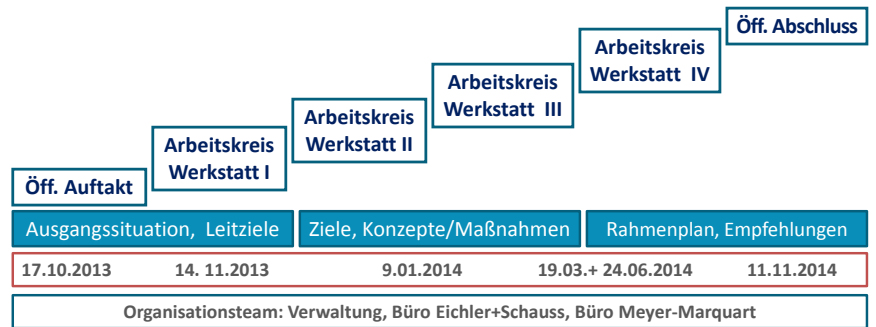 Öff. Auftakt
Arbeitskreis
Werkstatt I
Arbeitskreis
Werkstatt II
Arbeitskreis
Werkstatt III
Arbeitskreis
Werkstatt IV
Öff. Abschluss
Ausgangssituation, Leitziele
Ziele, Konzepte/Maßnahmen
Rahmenplan, Empfehlungen
17.10.2013 14. 11.2013 9.01.2014 19.03.+ 24.06.2014 11.11.2014
Organisationsteam: Verwaltung, Büro Eichler+Schauss, Büro Meyer-Marquart